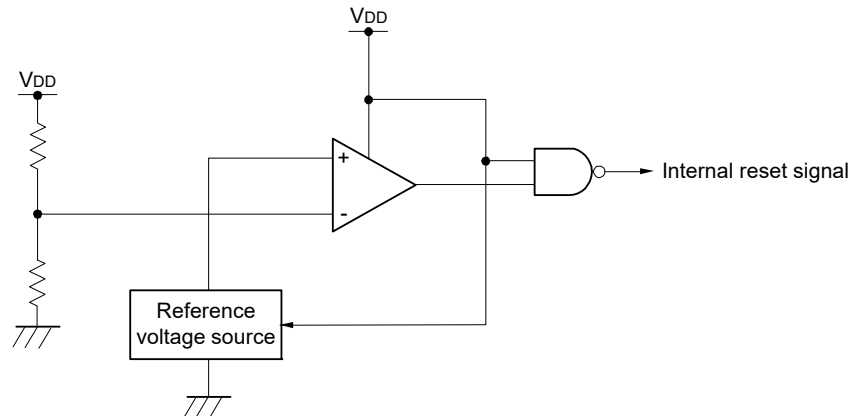 VDD
VDD
+
-
Internal reset signal
Reference
voltage source